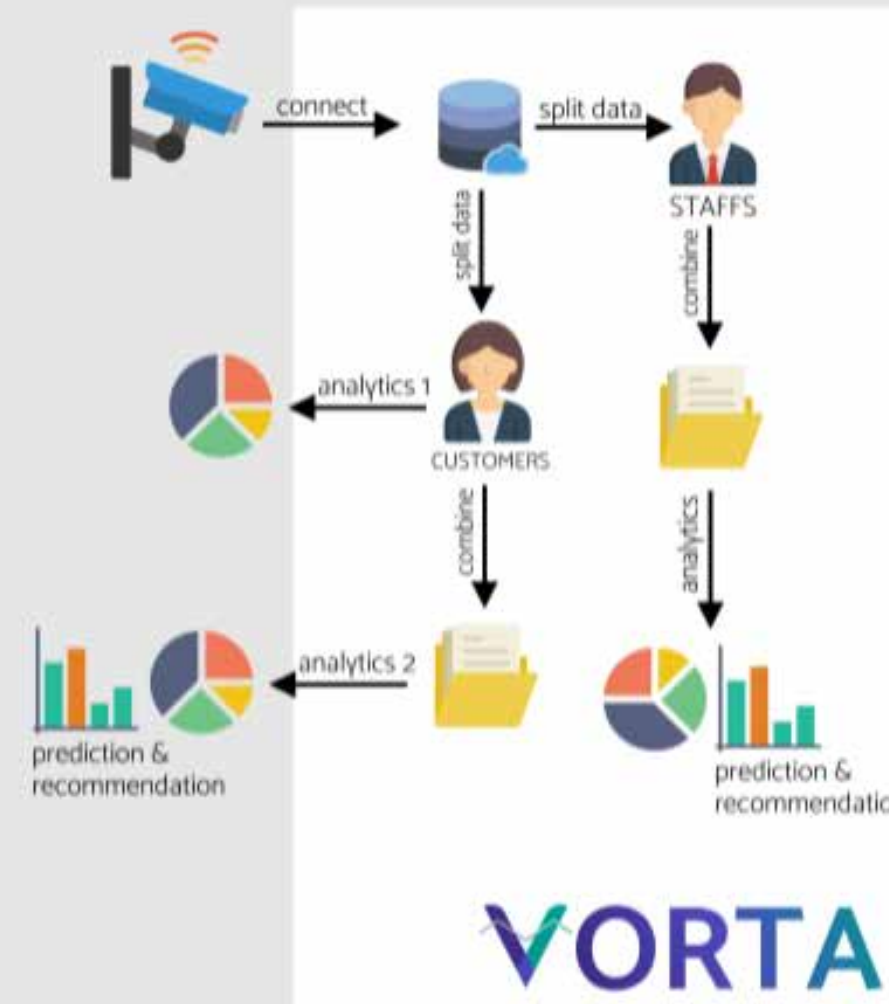 connect
split data
STAFFS
split data
combine
analytics 1
CUSTOMERS
combine
analytics
analytics 2
prediction &
recommendation
prediction &
recommendatio
VORTA